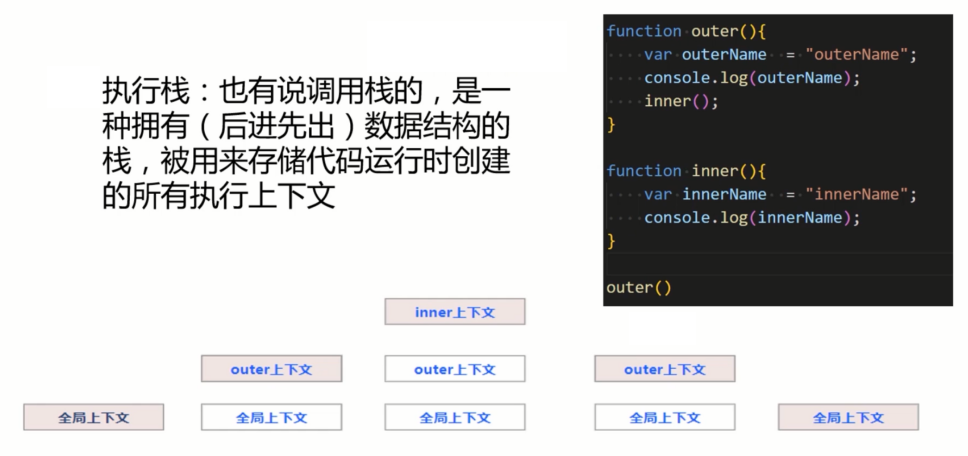 执行栈：也有说调用栈的，是一
种拥有（后进先出）数据结构的
栈，被用来存储代码运行时创建
的所有执行上下文
function outer(){
    var outerName = "outerName";
    console.log(outerName);
    inner();
}
function inner(){
    var innerName = "innerName";
    console.log(innerName);
}
outer()
inner上下文
outer上下文 outer上下文 outer上下文
全局上下文 全局上下文 全局上下文 全局上下文 全局上下文